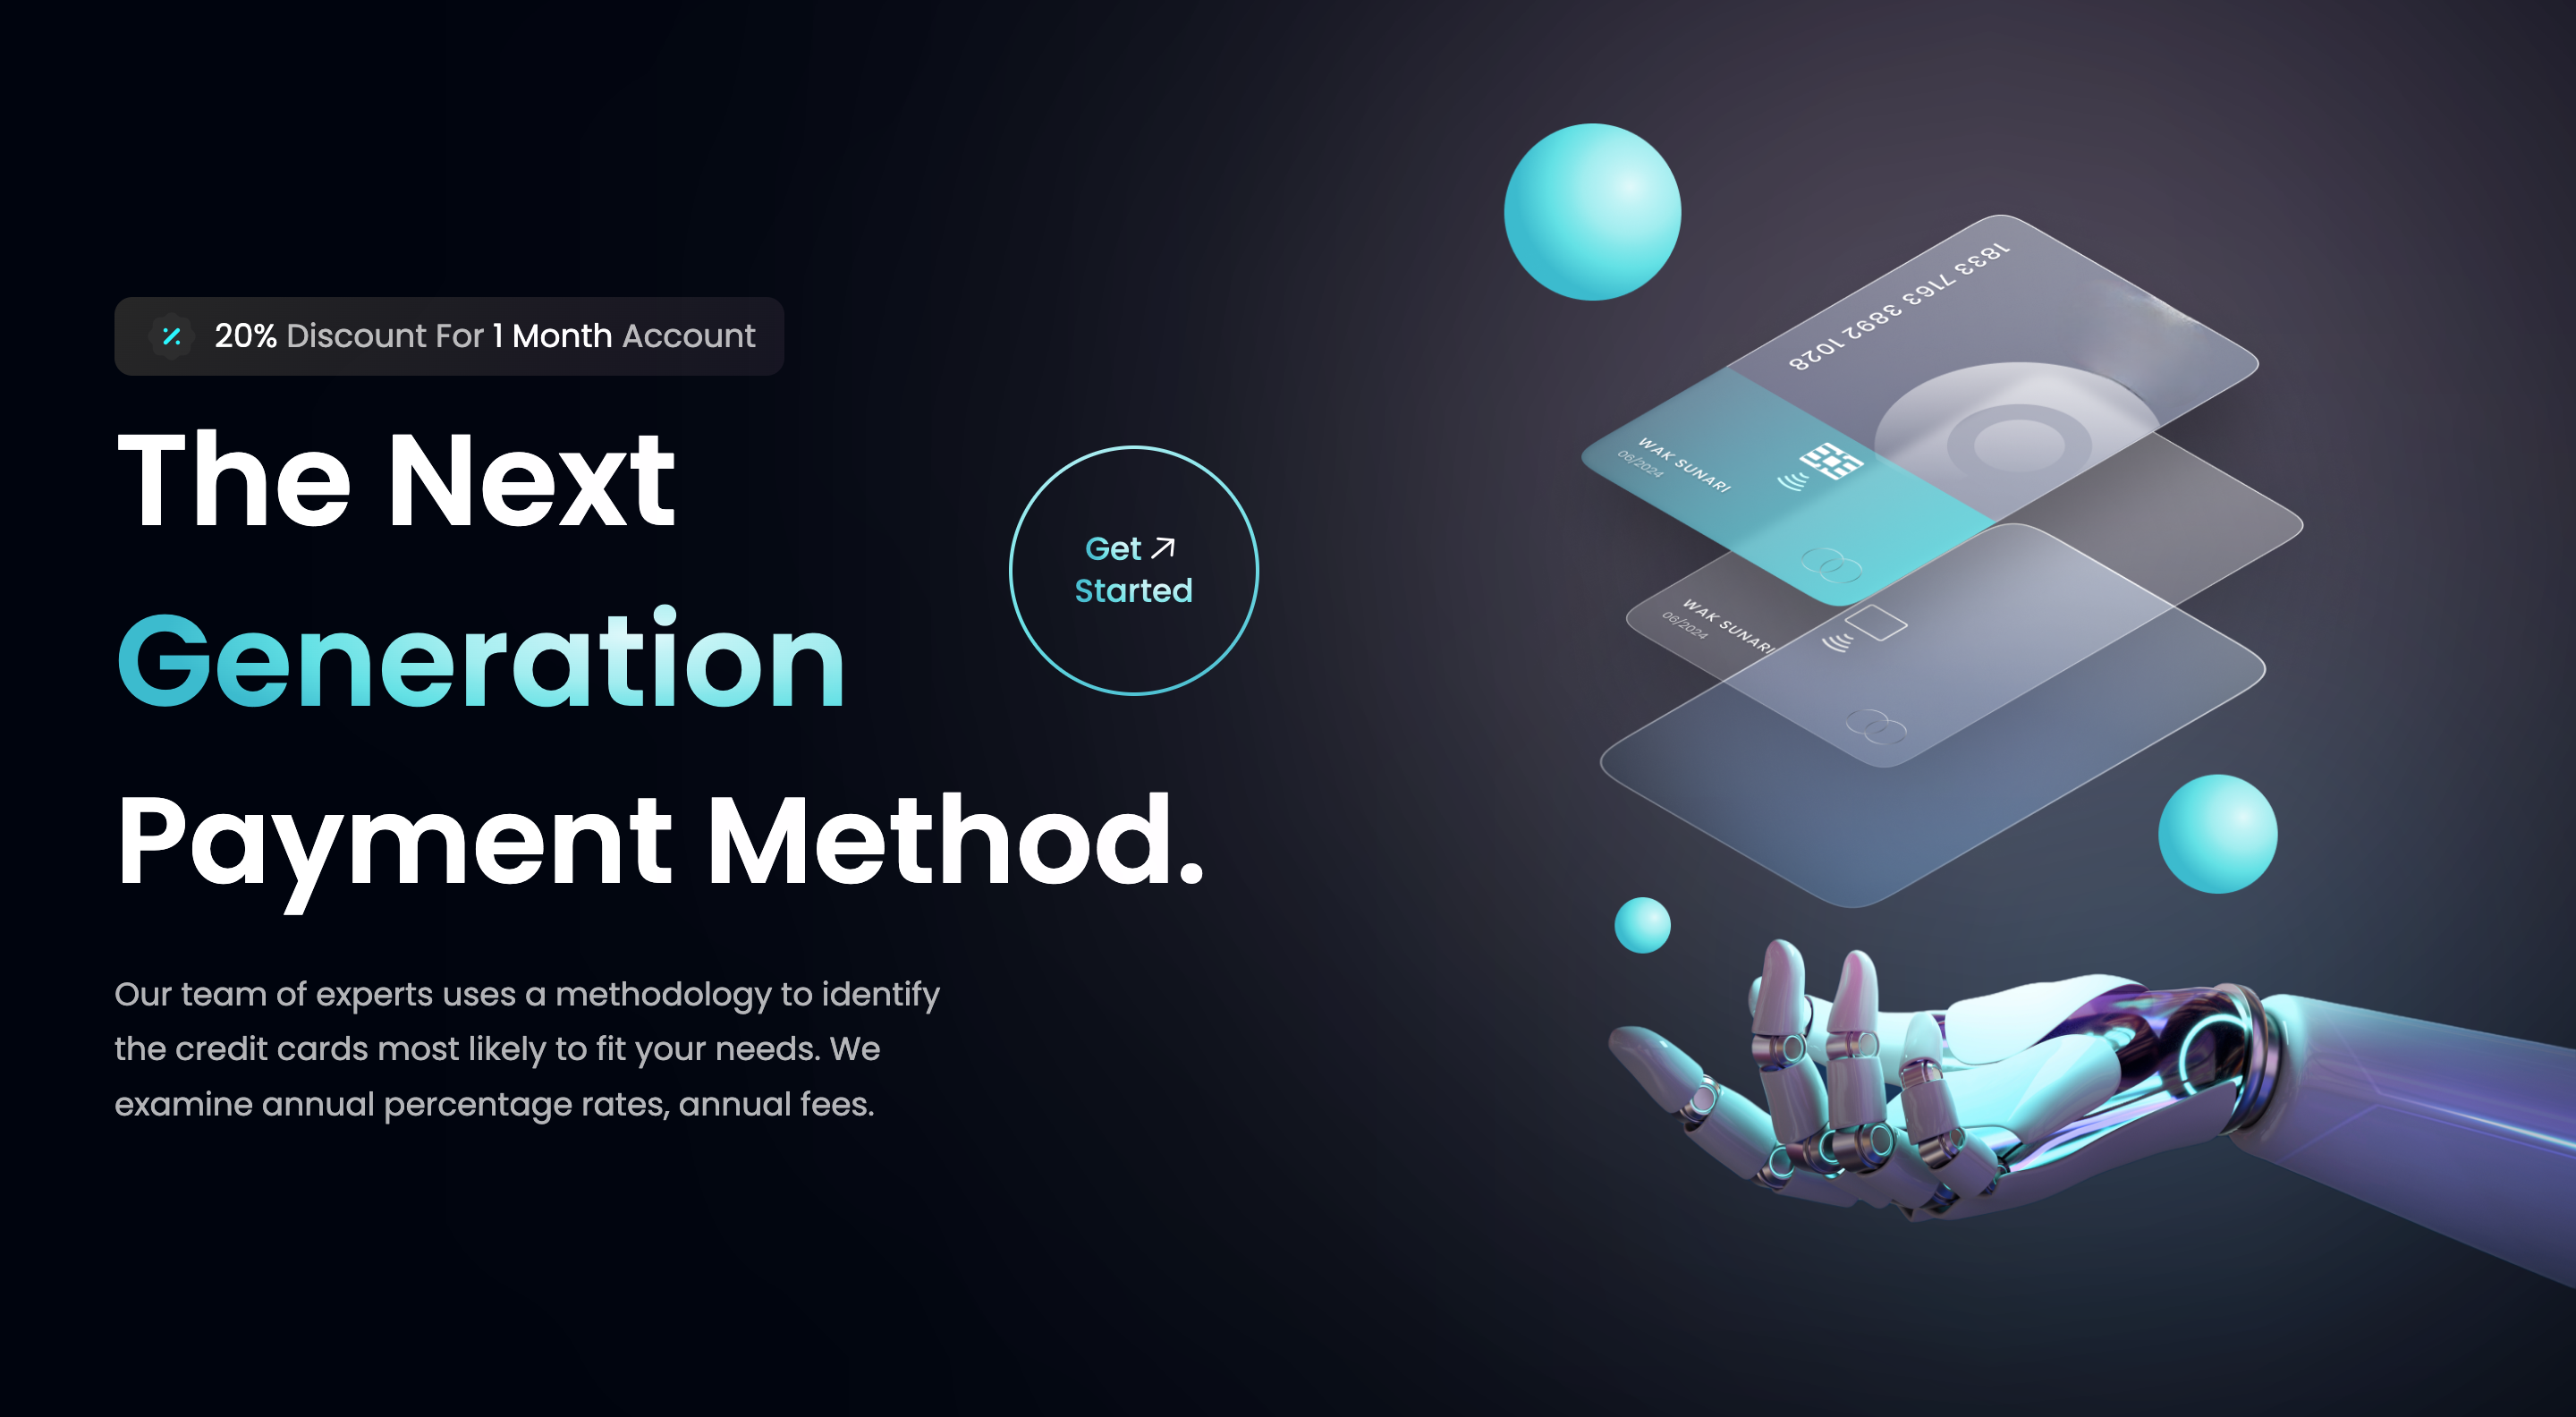 20% Discount For 1 Month Account
The Next
Generation
Payment Method.
Get
Started
Our team of experts uses a methodology to identify
the credit cards most likely to fit your needs. We
examine annual percentage rates, annual fees.
1833 7163 3892 1028
WAK SUNARI
06/2024
WAK SUNARI
06/2024